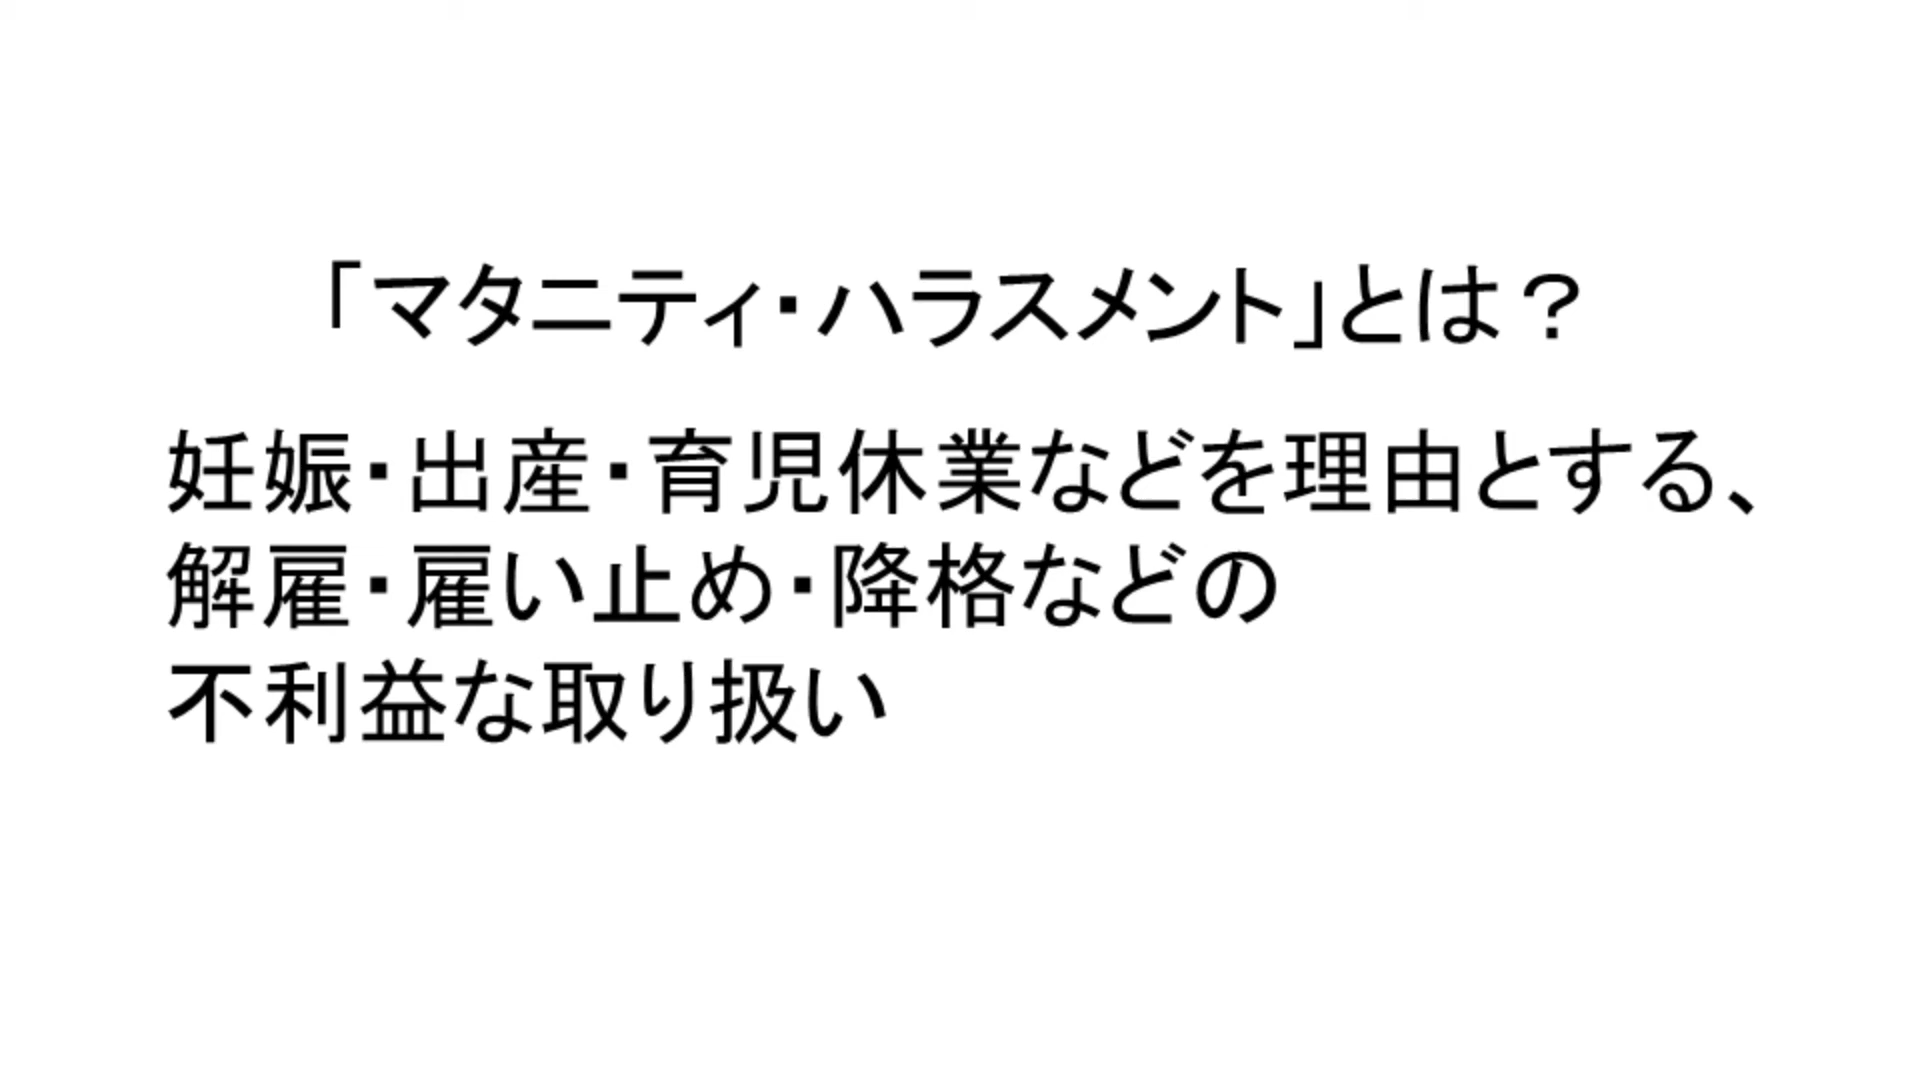 「マタニティ・ハラスメント」とは？
妊娠・出産・育児休業などを理由とする、
解雇・雇い止め・降格などの
不利益な取り扱い